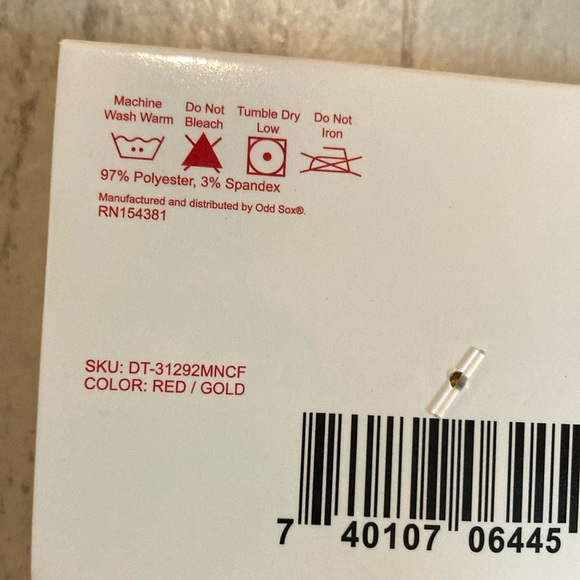 Machine
Wash Warm
Do Not
Bleach
Tumble Dry
Low
Do Not
Iron
97% Polyester, 3% Spandex
Manufactured and distributed by Odd Sox®.
RN154381
SKU: DT-31292MNCF
COLOR: RED / GOLD
7 40107 06445